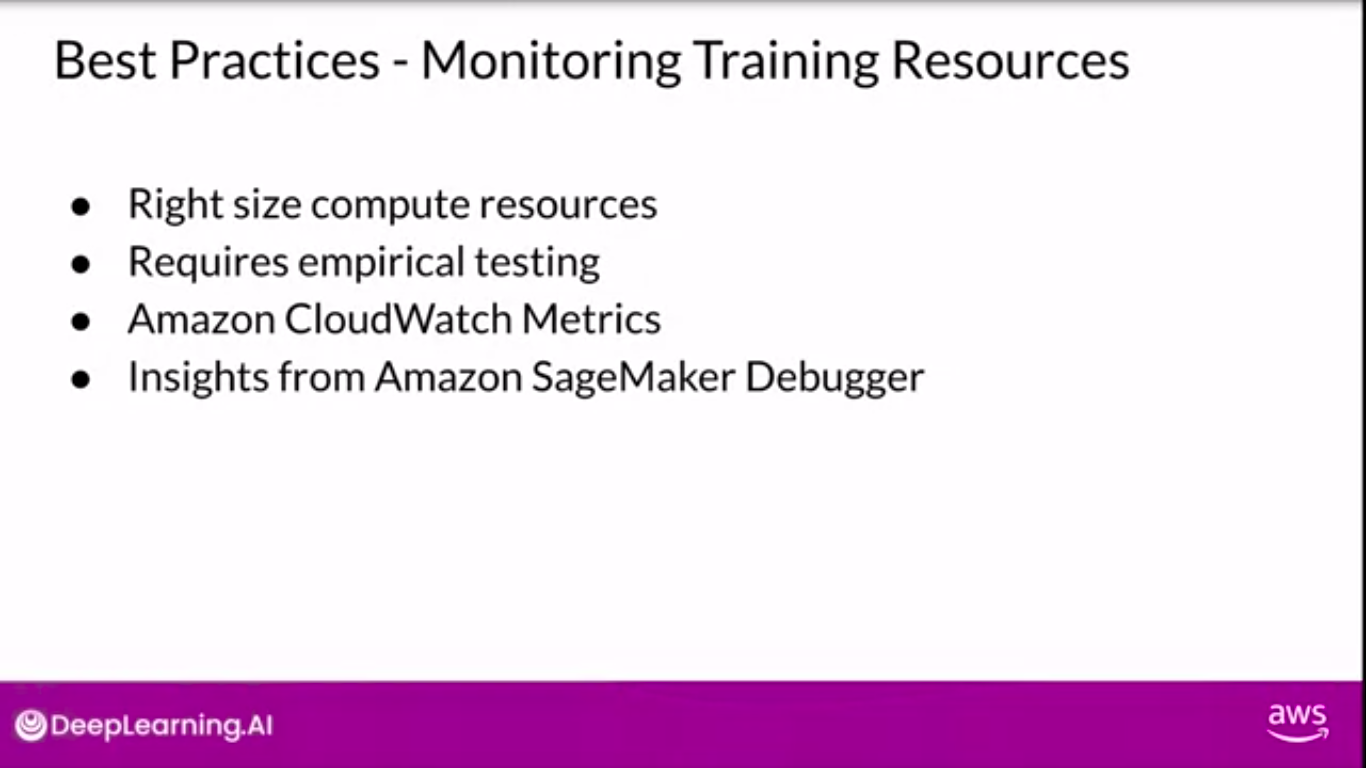 Best Practices - Monitoring Training Resources
● Right size compute resources
● Requires empirical testing
● Amazon CloudWatch Metrics
● Insights from Amazon SageMaker Debugger
DeepLearning.AI
aws